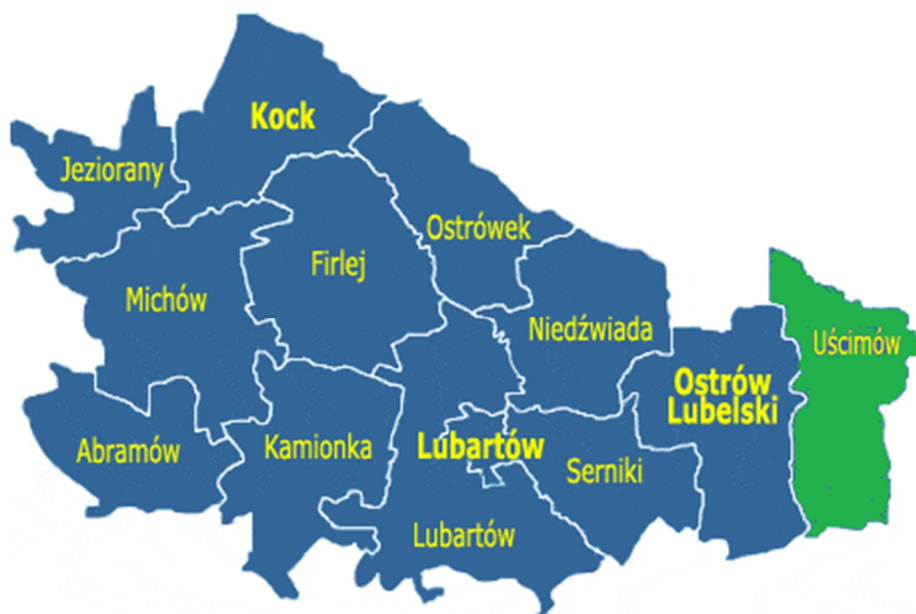 Kock
Jeziorany
Ostrówek
Firlej
Michów
Niedźwiada
Uścimów
Ostrów
Lubelski
Abramów
Kamionka
Lubartów
Serniki
Lubartów